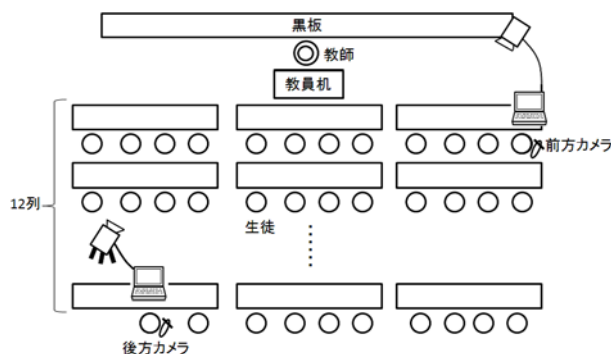 黒板
教師
教員机
前方カメラ
12列
生徒
後方カメラ